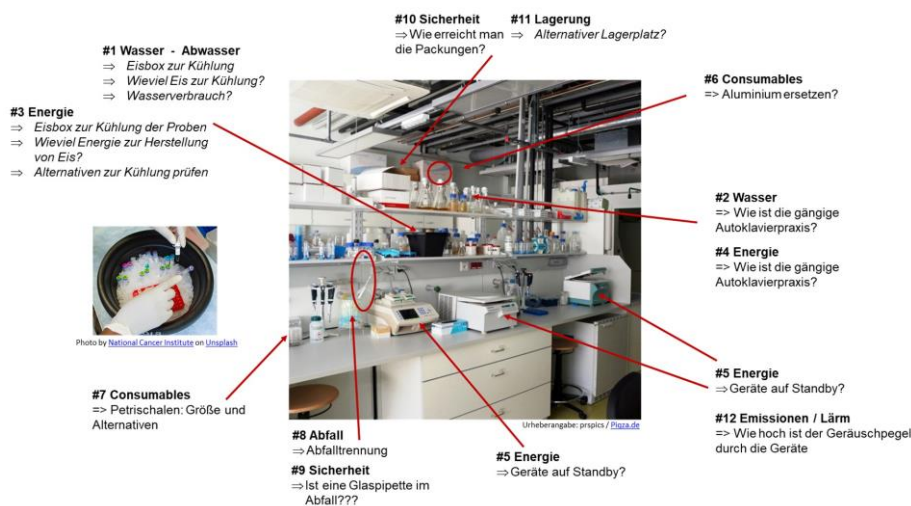 #10 Sicherheit
⇒ Wie erreicht man
die Packungen?
#11 Lagerung
⇒ Alternativer Lagerplatz?
#1 Wasser - Abwasser
⇒ Eisbox zur Kühlung
⇒ Wieviel Eis zur Kühlung?
⇒ Wasserverbrauch?
#6 Consumables
=> Aluminium ersetzen?
#3 Energie
⇒ Eisbox zur Kühlung der Proben
⇒ Wieviel Energie zur Herstellung
von Eis?
⇒ Alternativen zur Kühlung prüfen
#2 Wasser
=> Wie ist die gängige
Autoklavierpraxis?
#4 Energie
=> Wie ist die gängige
Autoklavierpraxis?
Photo by National Cancer Institute on Unsplash
#5 Energie
⇒ Geräte auf Standby?
#7 Consumables
=> Petrischalen: Größe und
Alternativen
#12 Emissionen / Lärm
=> Wie hoch ist der Geräuschpegel
durch die Geräte
Urheberangabe: prspics / Piqza.de
#8 Abfall
⇒ Abfalltrennung
#9 Sicherheit
⇒ Ist eine Glaspipette im
Abfall???
#5 Energie
⇒ Geräte auf Standby?